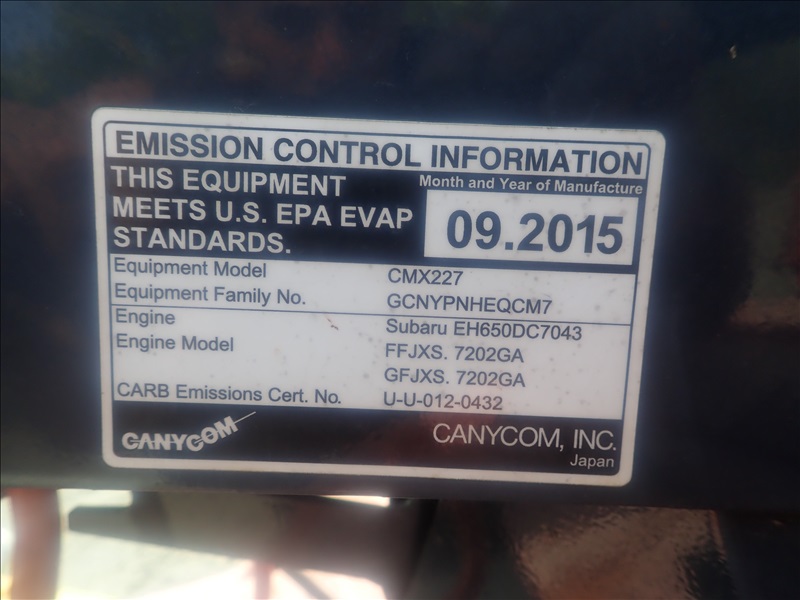 EMISSION CONTROL INFORMATION
THIS EQUIPMENT
MEETS U.S. EPA EVAP
STANDARDS.
Month and Year of Manufacture
09.2015
Equipment Model CMX227
Equipment Family No. GCNYPNHEQCM7
Engine Subaru EH650DC7043
Engine Model FFJXS. 7202GA
GFJXS. 7202GA
CARB Emissions Cert. No. U-U-012-0432
CANYCOM
CANYCOM, INC.
Japan